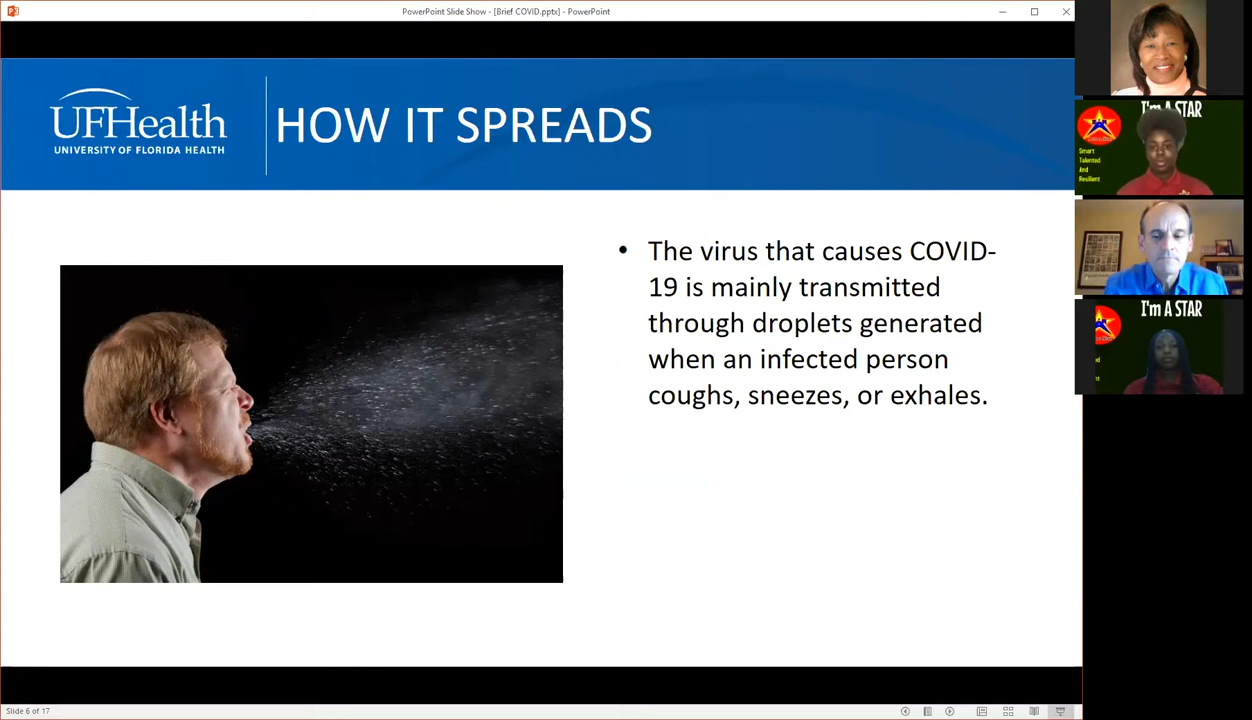 PowerPoint Slide Show - [Brief COVID.pptx] - PowerPoint
UFHealth
UNIVERSITY OF FLORIDA HEALTH
HOW IT SPREADS
• The virus that causes COVID-
19 is mainly transmitted
through droplets generated
when an infected person
coughs, sneezes, or exhales.
I'm A STAR
Smart
Talented
And
Resilient
I'm A STAR
Slide 6 of 17